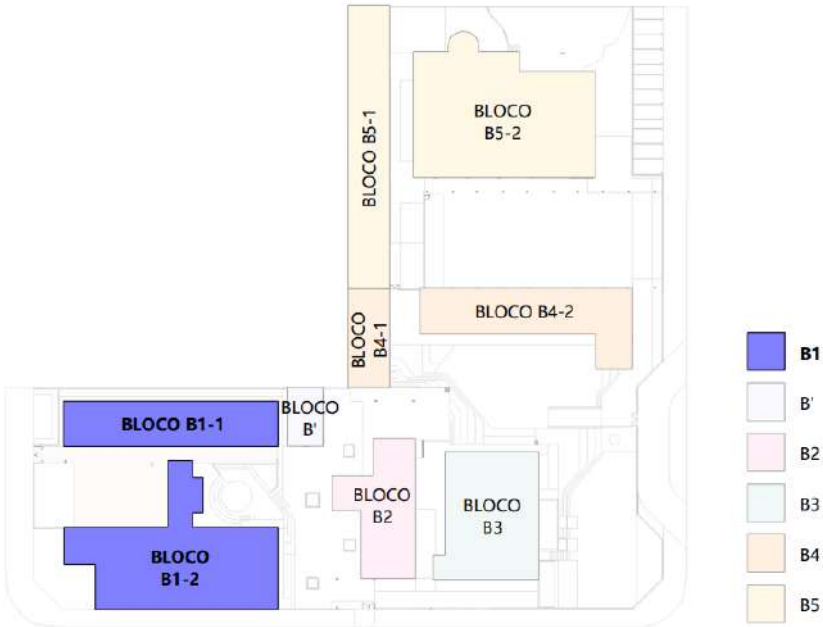 BLOCO
B5-2
BLOCO B5-1
BLOCO B4-2
BLOCO
B4-1
BLOCO B1-1
BLOCO
B'
BLOCO
B2
BLOCO
B3
BLOCO
B1-2
B1
B'
B2
B3
B4
B5